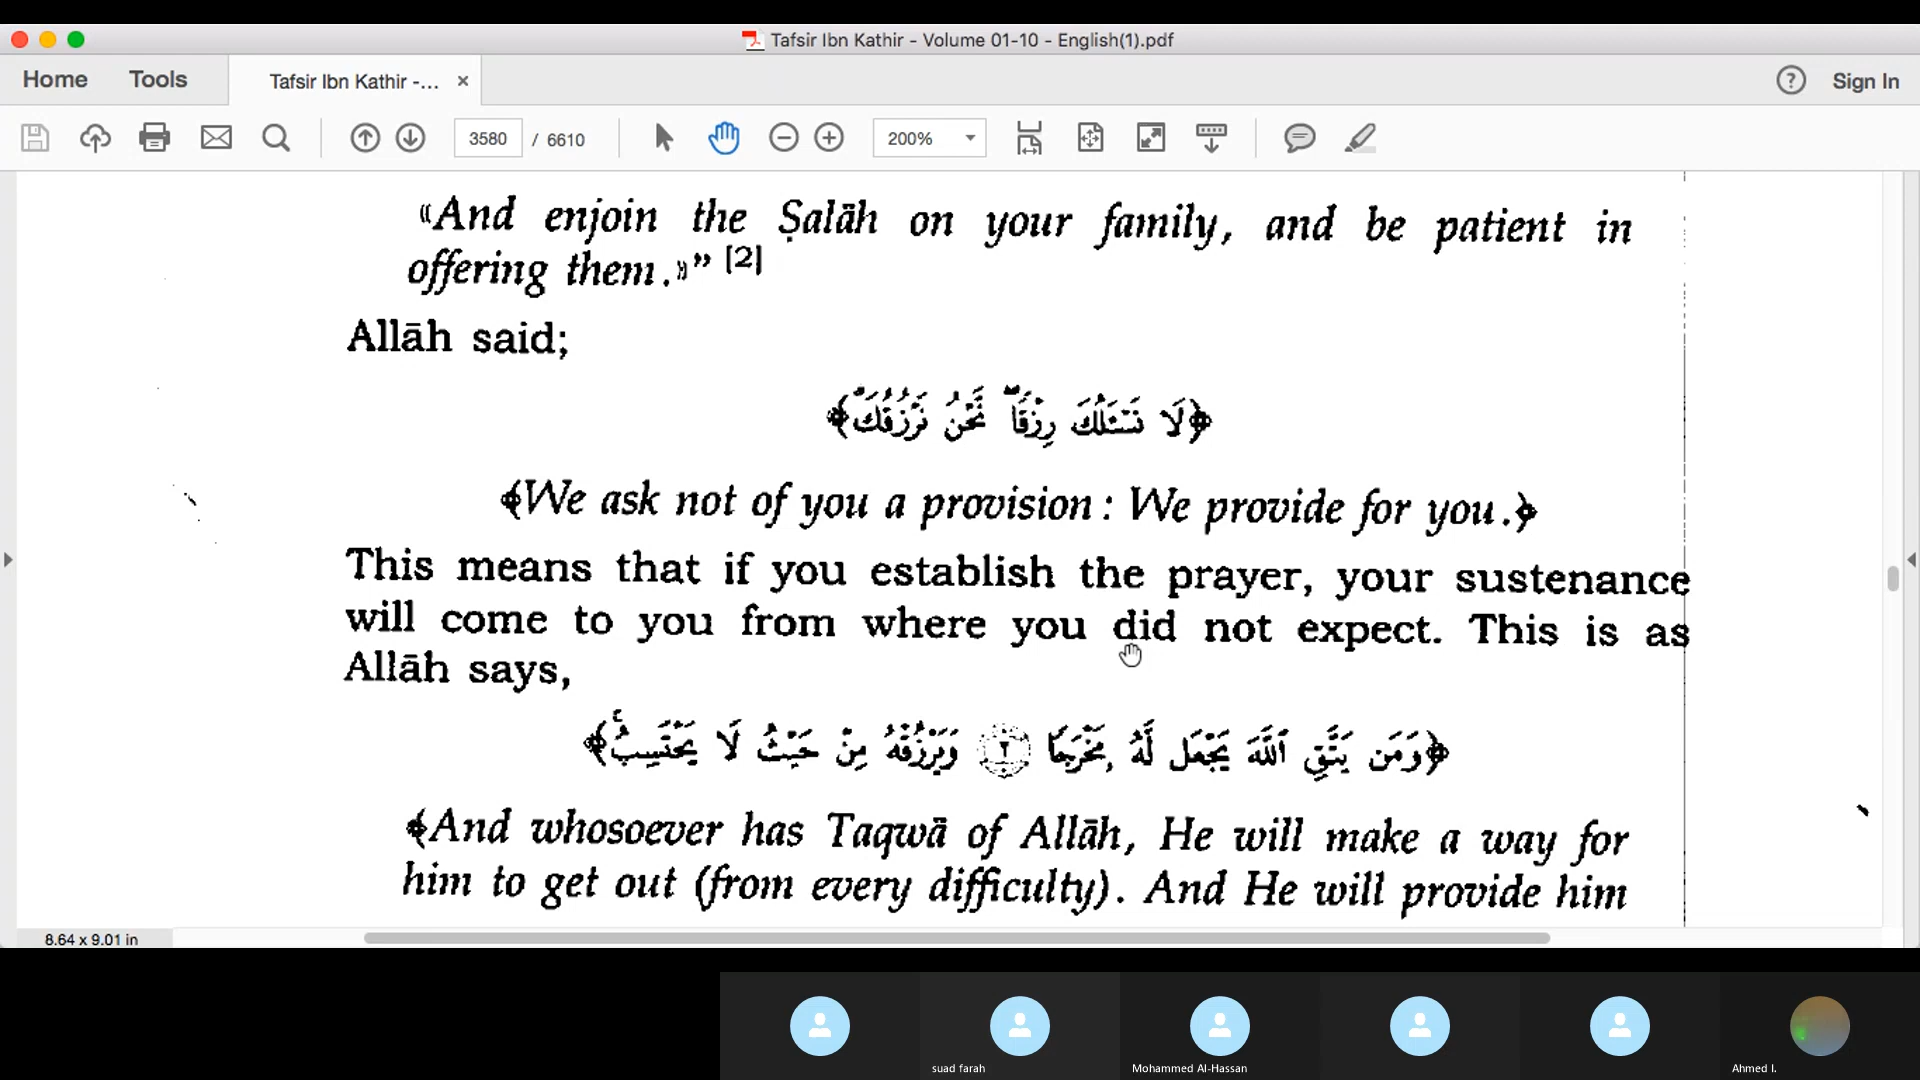 Tafsir Ibn Kathir - Volume 01-10 - English(1).pdf
Home Tools Tafsir Ibn Kathir -... × ? Sign In
3580 / 6610 200%
﴾And enjoin the Ṣalāh on your family, and be patient in
offering them.﴿” [2]
Allāh said;
﴿لَا نَسْـَٔلُكَ رِزْقًا ۖ نَّحْنُ نَرْزُقُكَ ۗ﴾
﴾We ask not of you a provision: We provide for you.﴿
This means that if you establish the prayer, your sustenance
will come to you from where you did not expect. This is as
Allāh says,
﴿وَمَن يَتَّقِ ٱللَّهَ يَجْعَل لَّهُۥ مَخْرَجًا ٢ وَيَرْزُقْهُ مِنْ حَيْثُ لَا يَحْتَسِبُ ۚ﴾
﴾And whosoever has Taqwā of Allāh, He will make a way for
him to get out (from every difficulty). And He will provide him
8.64 x 9.01 in
suad farah Mohammed Al-Hassan Ahmed I.